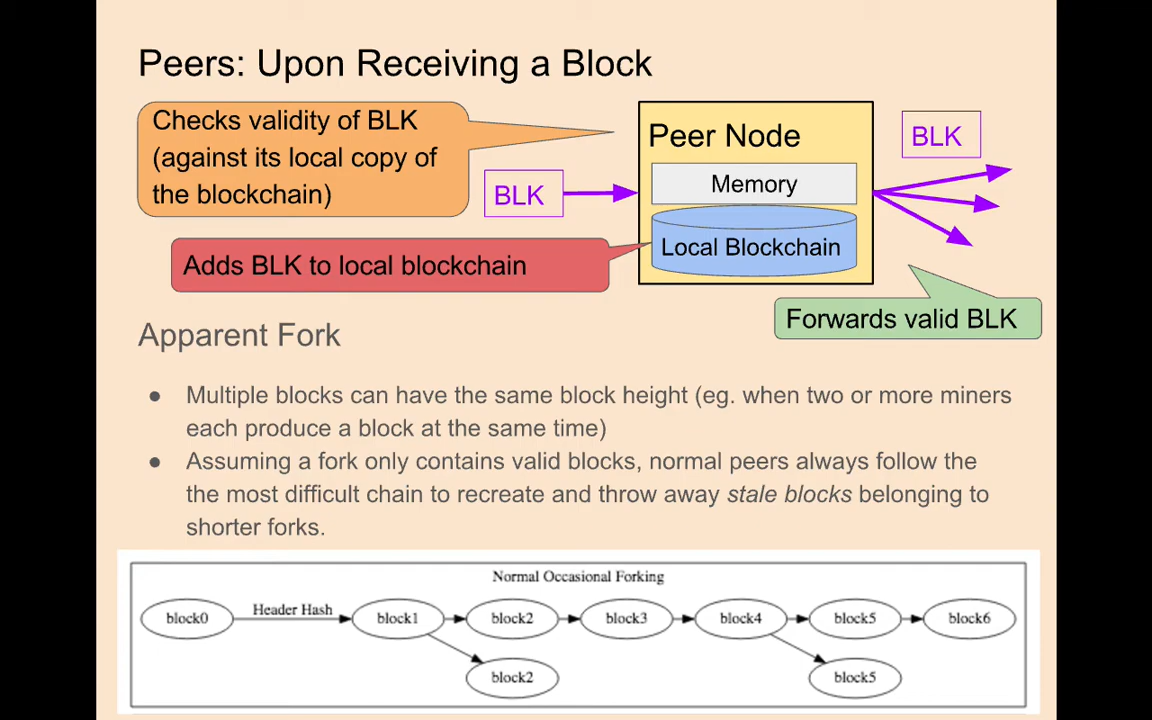 Peers: Upon Receiving a Block
Checks validity of BLK
(against its local copy of
the blockchain)
BLK
Peer Node
Memory
Local Blockchain
BLK
Adds BLK to local blockchain
Forwards valid BLK
Apparent Fork
● Multiple blocks can have the same block height (eg. when two or more miners
each produce a block at the same time)
● Assuming a fork only contains valid blocks, normal peers always follow the
the most difficult chain to recreate and throw away stale blocks belonging to
shorter forks.
Normal Occasional Forking
block0
Header Hash
block1
block2
block3
block4
block5
block6
block2
block5